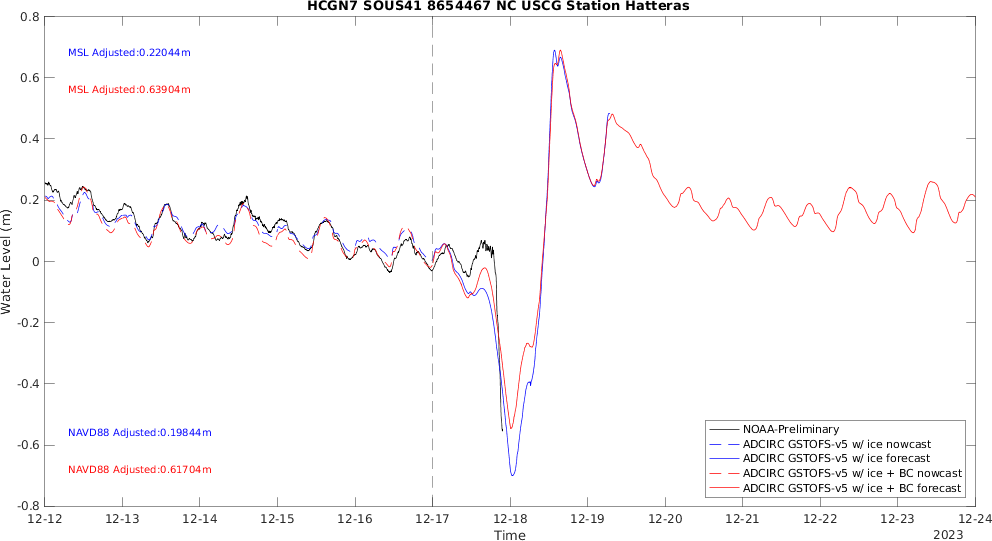 HCGN7 SOUS41 8654467 NC USCG Station Hatteras
0.8
0.6
0.4
0.2
0
-0.2
-0.4
-0.6
-0.8
Water Level (m)
MSL Adjusted:0.22044m
MSL Adjusted:0.63904m
NAVD88 Adjusted:0.19844m
NAVD88 Adjusted:0.61704m
NOAA-Preliminary
ADCIRC GSTOFS-v5 w/ ice nowcast
ADCIRC GSTOFS-v5 w/ ice forecast
ADCIRC GSTOFS-v5 w/ ice + BC nowcast
ADCIRC GSTOFS-v5 w/ ice + BC forecast
12-12 12-13 12-14 12-15 12-16 12-17 12-18 12-19 12-20 12-21 12-22 12-23 12-24
Time
2023